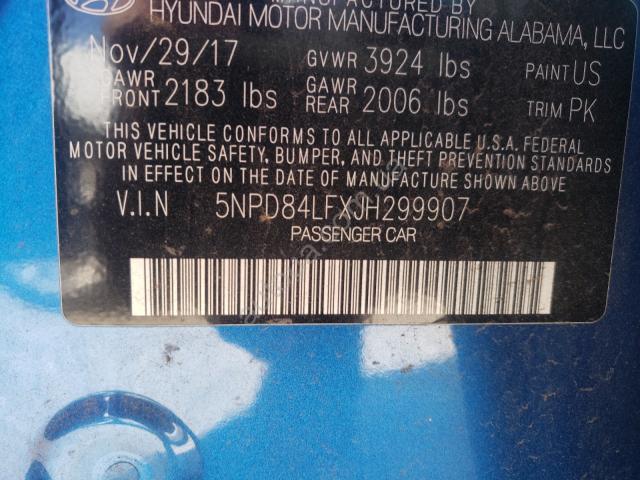 MANUFACTURED BY
HYUNDAI MOTOR MANUFACTURING ALABAMA, LLC
Nov/29/17 GVWR 3924 lbs PAINT US
GAWR FRONT 2183 lbs GAWR REAR 2006 lbs TRIM PK
THIS VEHICLE CONFORMS TO ALL APPLICABLE U.S.A. FEDERAL
MOTOR VEHICLE SAFETY, BUMPER, AND THEFT PREVENTION STANDARDS
IN EFFECT ON THE DATE OF MANUFACTURE SHOWN ABOVE.
V.I.N 5NPD84LFXJH299907
PASSENGER CAR